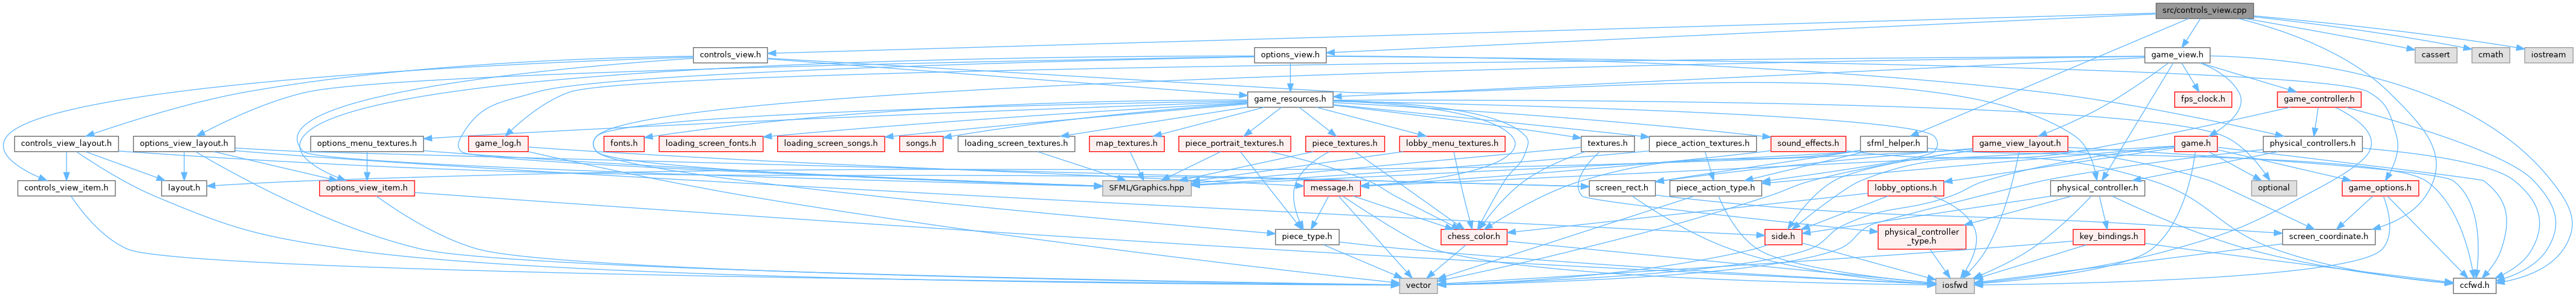 src/controls_view.cpp
controls_view.h
options_view.h
game_view.h
cassert
cmath
iostream
game_resources.h
fps_clock.h
game_controller.h
controls_view_layout.h
options_view_layout.h
options_menu_textures.h
game_log.h
fonts.h
loading_screen_fonts.h
loading_screen_songs.h
songs.h
loading_screen_textures.h
map_textures.h
piece_portrait_textures.h
piece_textures.h
lobby_menu_textures.h
textures.h
piece_action_textures.h
sound_effects.h
sfml_helper.h
game_view_layout.h
game.h
physical_controllers.h
controls_view_item.h
layout.h
options_view_item.h
SFML/Graphics.hpp
message.h
screen_rect.h
piece_action_type.h
lobby_options.h
physical_controller.h
optional
game_options.h
piece_type.h
chess_color.h
side.h
physical_controller
_type.h
key_bindings.h
screen_coordinate.h
vector
iosfwd
ccfwd.h